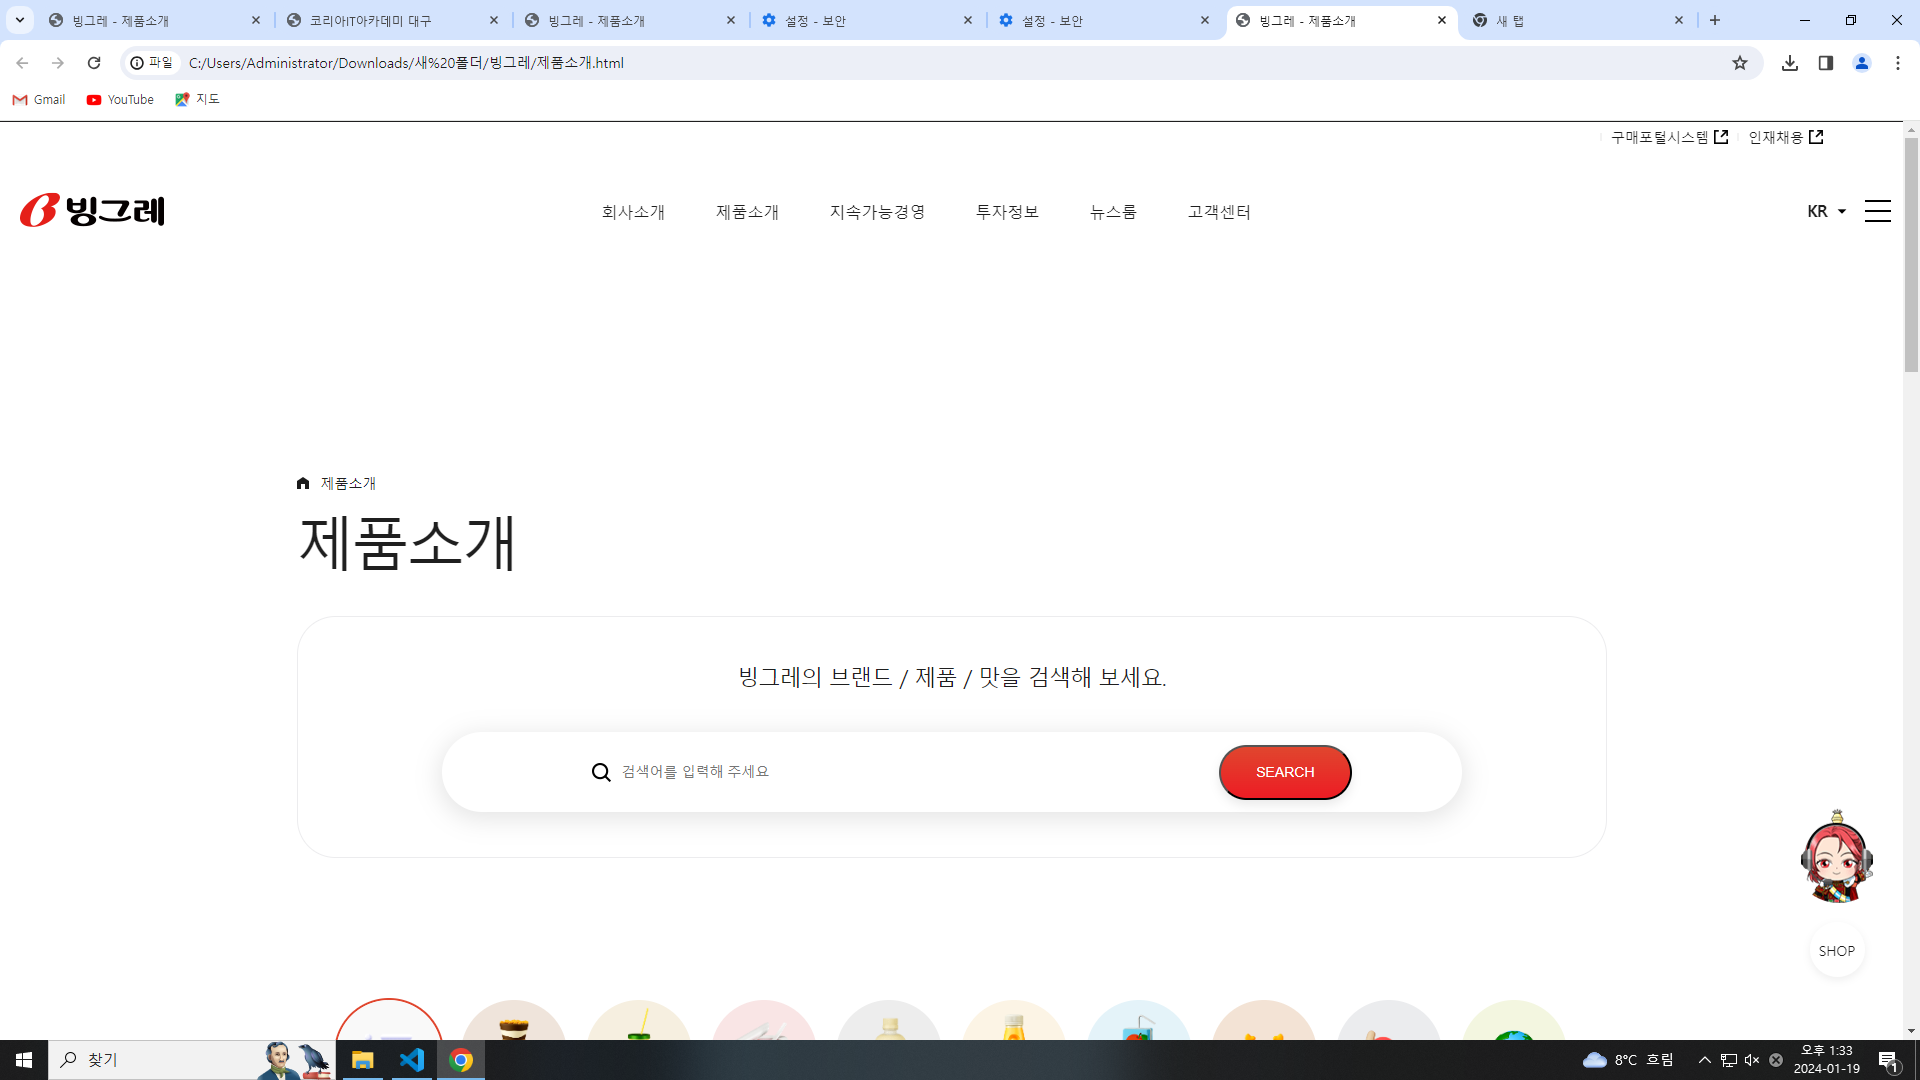 빙그레 - 제품소개
코리아IT아카데미 대구
빙그레 - 제품소개
설정 - 보안
설정 - 보안
빙그레 - 제품소개
새 탭
파일
C:/Users/Administrator/Downloads/새%20폴더/빙그레/제품소개.html
Gmail
YouTube
지도
구매포털시스템
인재채용
빙그레
회사소개
제품소개
지속가능경영
투자정보
뉴스룸
고객센터
KR
제품소개
제품소개
빙그레의 브랜드 / 제품 / 맛을 검색해 보세요.
검색어를 입력해 주세요
SEARCH
SHOP
찾기
8°C 흐림
오후 1:33
2024-01-19
1